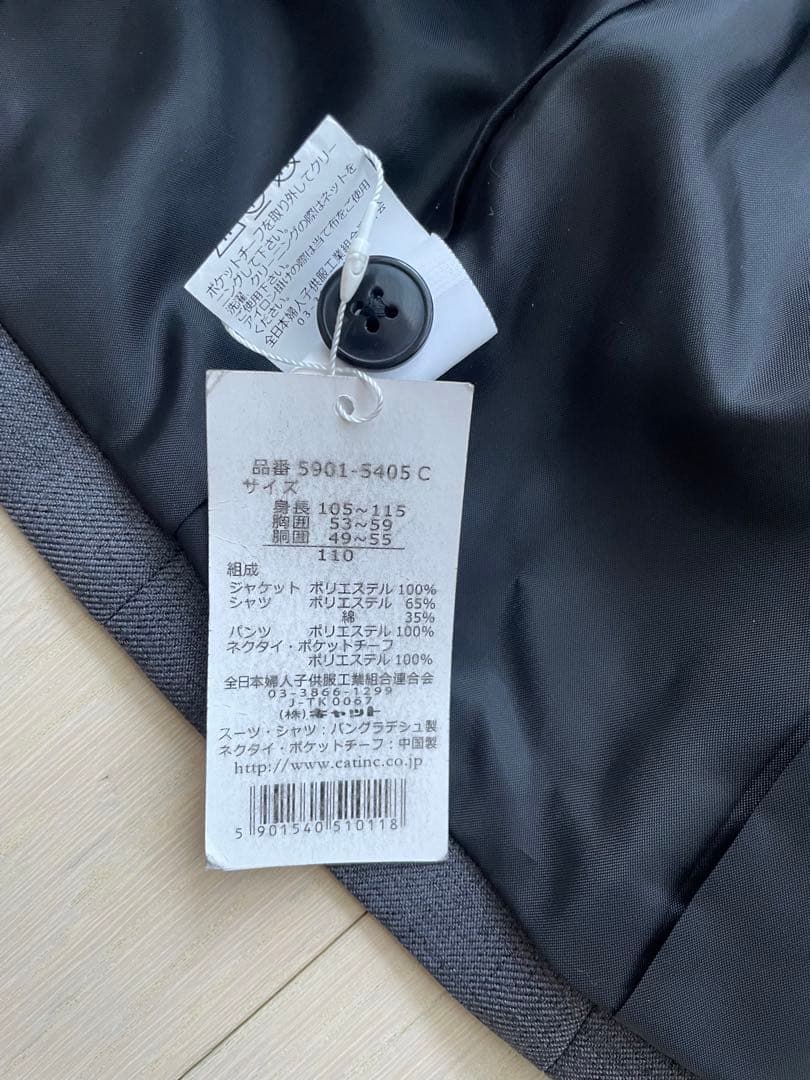 ポケットチーフを取り外してクリー
ニングして下さい。
洗濯クリーニングの際はネットを
ご使用下さい。
アイロン掛けの際は当て布をご使用
ください。
全日本婦人子供服工業組合連合会
03-3
品番 5901-5405 C
サイズ
身長 105~115
胸囲 53~59
胴囲 49~55
110
組成
ジャケット ポリエステル 100%
シャツ ポリエステル 65%
綿 35%
パンツ ポリエステル 100%
ネクタイ・ポケットチーフ
ポリエステル 100%
全日本婦人子供服工業組合連合会
03-3866-1299
J-TK0067
(株)キャット
スーツ・シャツ:バングラデシュ製
ネクタイ・ポケットチーフ:中国製
http://www.catinc.co.jp
5 901540 510118